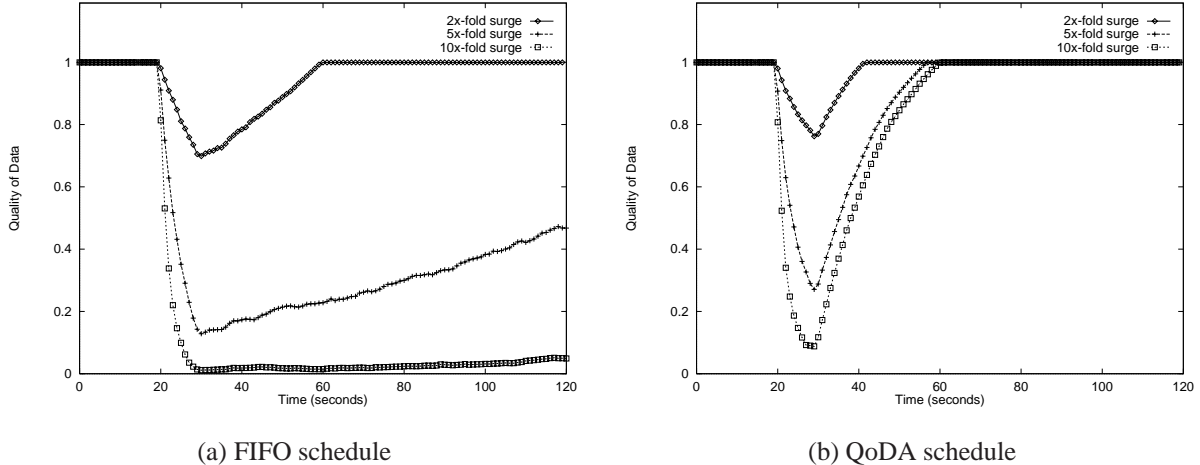 2x-fold surge
5x-fold surge
10x-fold surge
1
0.8
0.6
0.4
0.2
0
Quality of Data
0 20 40 60 80 100 120
Time (seconds)
(a) FIFO schedule
2x-fold surge
5x-fold surge
10x-fold surge
1
0.8
0.6
0.4
0.2
0
Quality of Data
0 20 40 60 80 100 120
Time (seconds)
(b) QoDA schedule